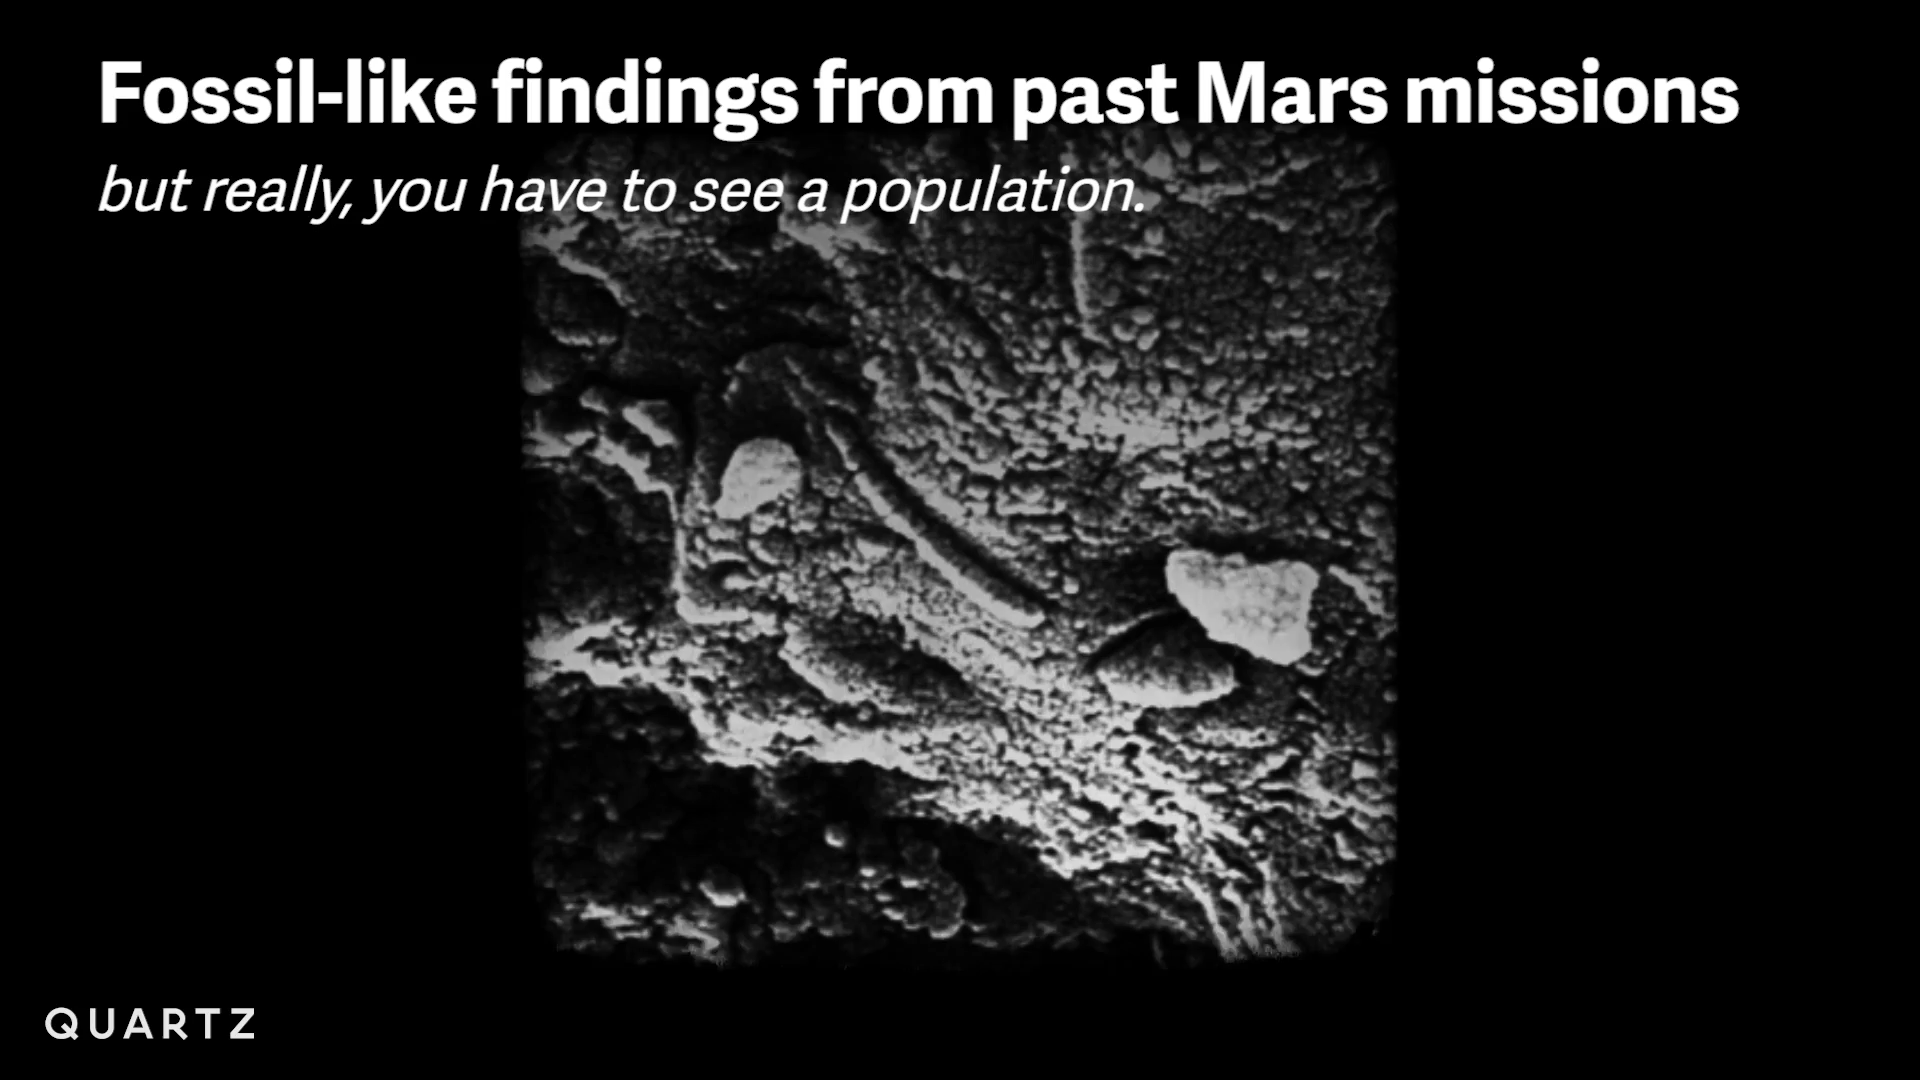 Fossil-like findings from past Mars missions
but really, you have to see a population.
QUARTZ